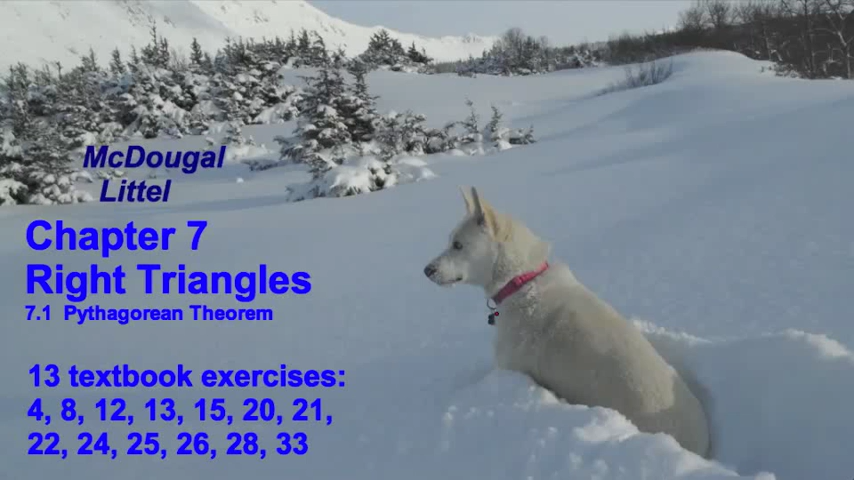 McDougal
Littel
Chapter 7
Right Triangles
7.1 Pythagorean Theorem
13 textbook exercises:
4, 8, 12, 13, 15, 20, 21,
22, 24, 25, 26, 28, 33